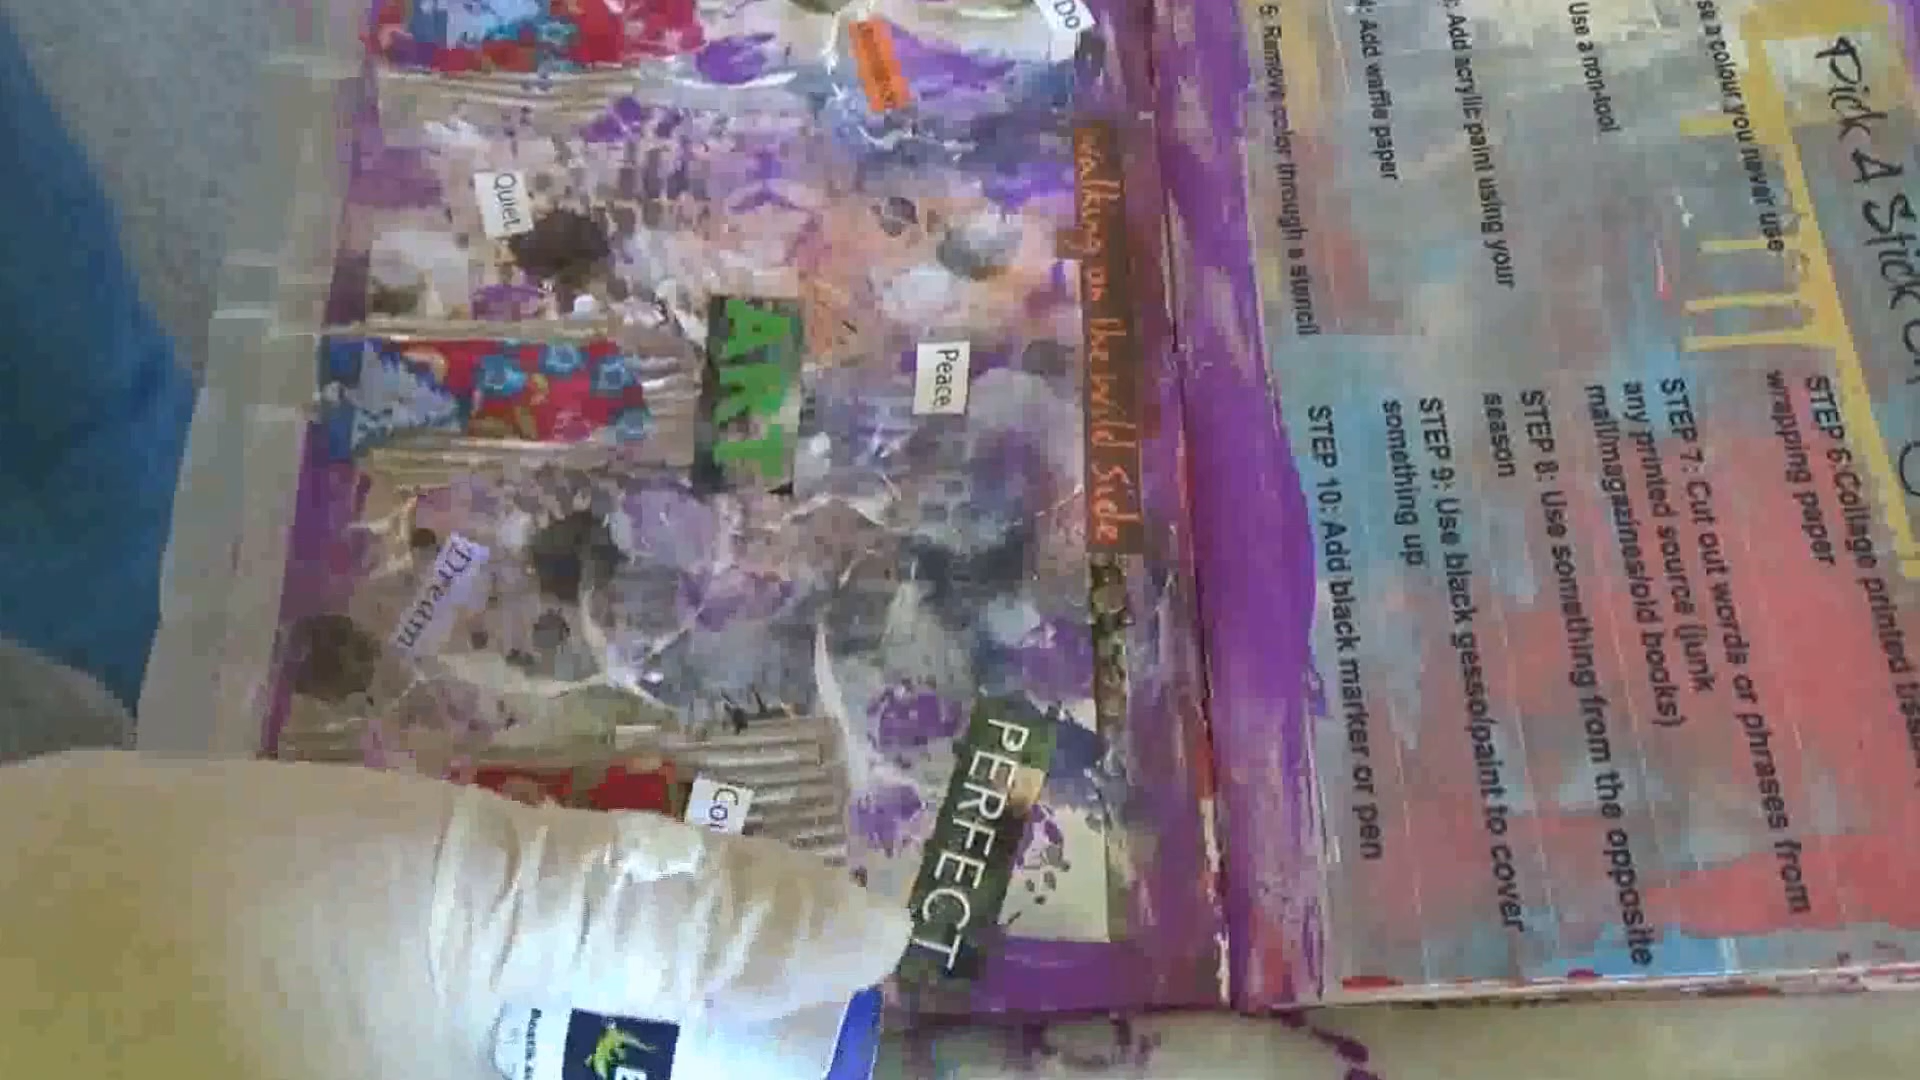 Do
Quiet
ART
Peace
Walking on the wild Side
Dream
PERFECT
Co
Pick A Stick
se a colour you never use
Use a non-tool
: Add acrylic paint using your
4: Add waffle paper
5: Remove color through a stencil
STEP 6:Collage printed
wrapping paper
STEP 7: Cut out words or phrases from
any printed source (junk
mail/magazines/old books)
STEP 8: Use something from the opposite
season
STEP 9: Use black gesso/paint to cover
something up
STEP 10: Add black marker or pen